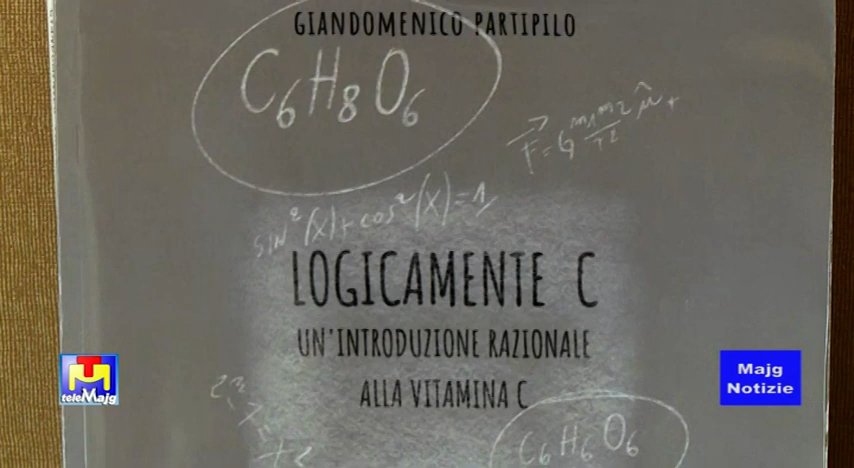 GIANDOMENICO PARTIPILO
C₆H₈O₆
F=G m₁m₂/r² û +
sin²(x)+cos²(x)=1
LOGICAMENTE C
UN'INTRODUZIONE RAZIONALE
ALLA VITAMINA C
teleMajg
Majg
Notizie
C₆H₆O₆